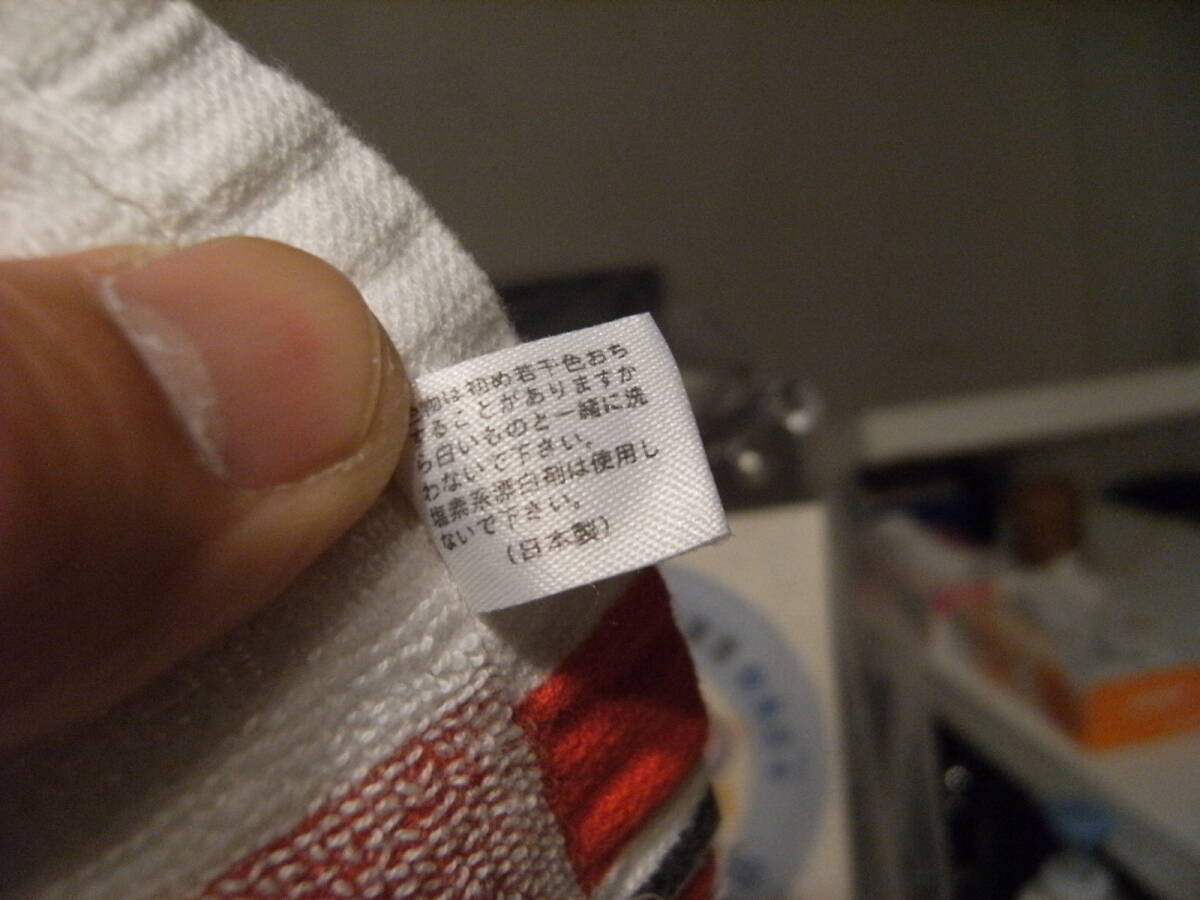 物は初め若干色おち
することがありますか
ら白いものと一緒に洗
わないで下さい。
塩素系漂白剤は使用し
ないで下さい。
(日本製)